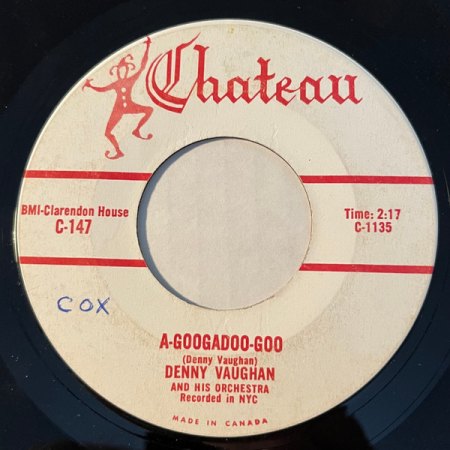 Chateau
BMI-Clarendon House
C-147
Time: 2:17
C-1135
COX
A-GOOGADOO-GOO
(Denny Vaughan)
DENNY VAUGHAN
AND HIS ORCHESTRA
Recorded in NYC
MADE IN CANADA